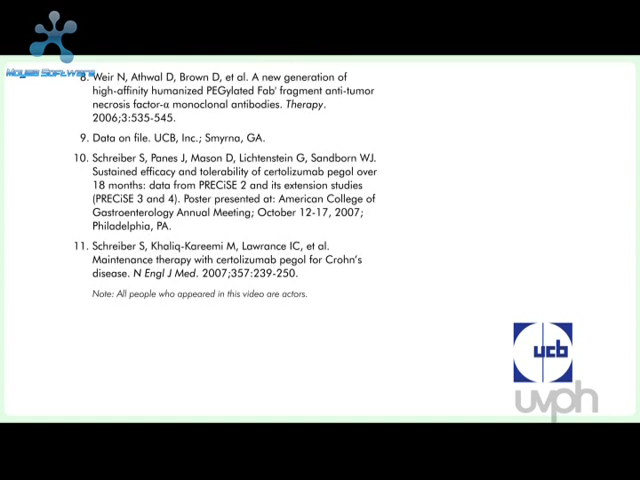 Moyea Software
8. Weir N, Athwal D, Brown D, et al. A new generation of
high-affinity humanized PEGylated Fab' fragment anti-tumor
necrosis factor-α monoclonal antibodies. Therapy.
2006;3:535-545.
9. Data on file. UCB, Inc.; Smyrna, GA.
10. Schreiber S, Panes J, Mason D, Lichtenstein G, Sandborn WJ.
Sustained efficacy and tolerability of certolizumab pegol over
18 months: data from PRECiSE 2 and its extension studies
(PRECiSE 3 and 4). Poster presented at: American College of
Gastroenterology Annual Meeting; October 12-17, 2007;
Philadelphia, PA.
11. Schreiber S, Khaliq-Kareemi M, Lawrance IC, et al.
Maintenance therapy with certolizumab pegol for Crohn's
disease. N Engl J Med. 2007;357:239-250.
Note: All people who appeared in this video are actors.
ucb
uvph